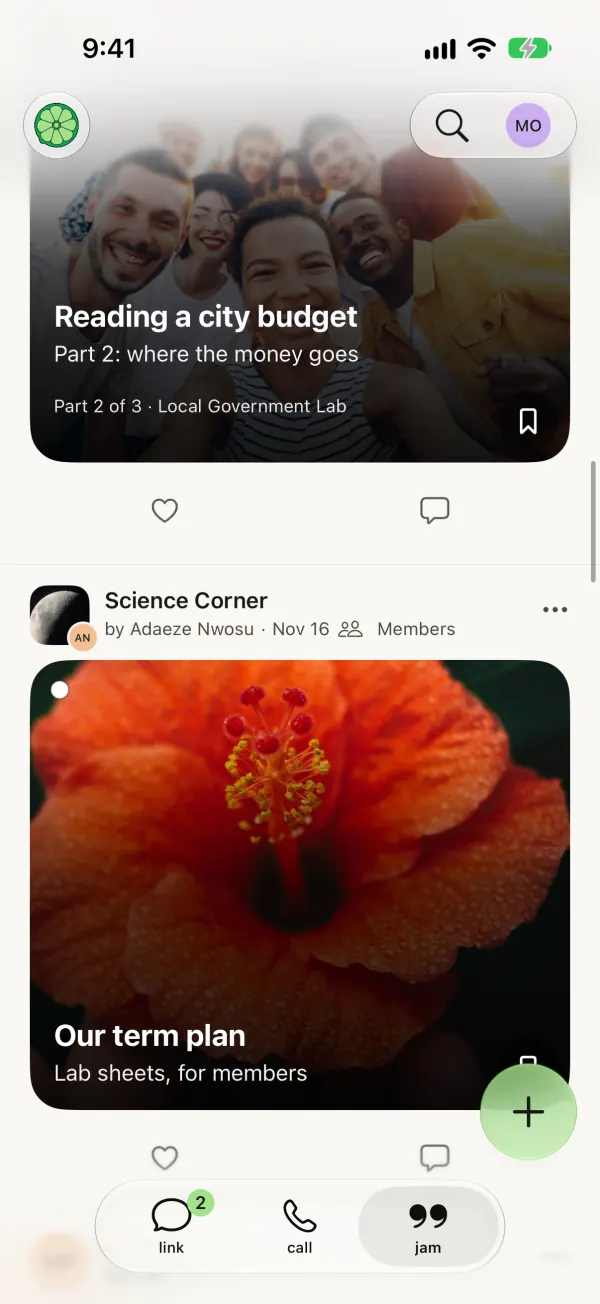 9:41
MO
Reading a city budget
Part 2: where the money goes
Part 2 of 3 · Local Government Lab
Science Corner
AN
by Adaeze Nwosu · Nov 16 Members
Our term plan
Lab sheets, for members
2
link
call
jam